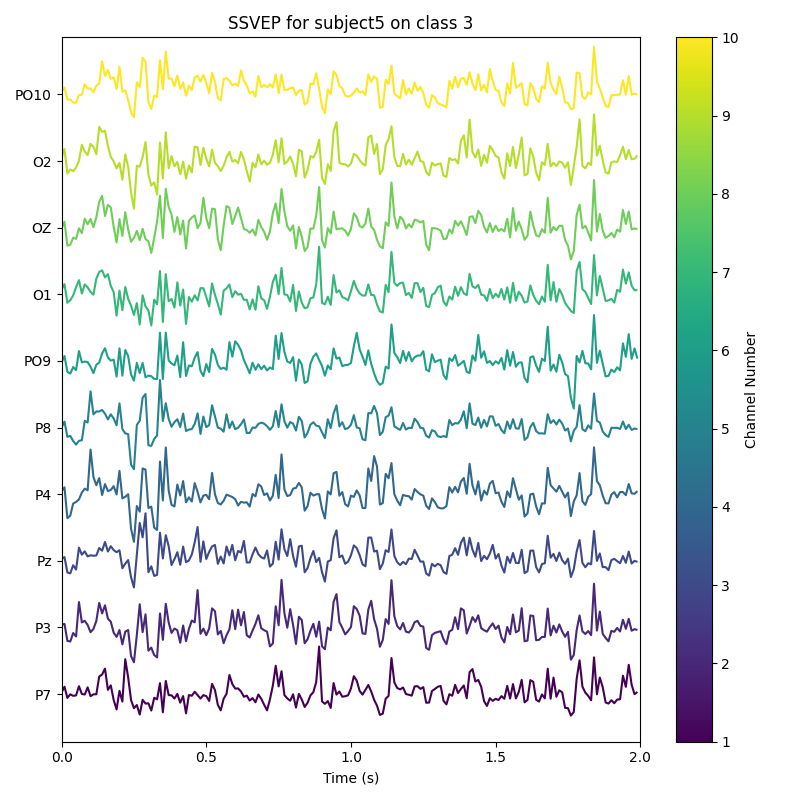 SSVEP for subject5 on class 3
PO10
O2
OZ
O1
PO9
P8
P4
Pz
P3
P7
0.0 0.5 1.0 1.5 2.0
Time (s)
10
9
8
7
6
5
4
3
2
1
Channel Number